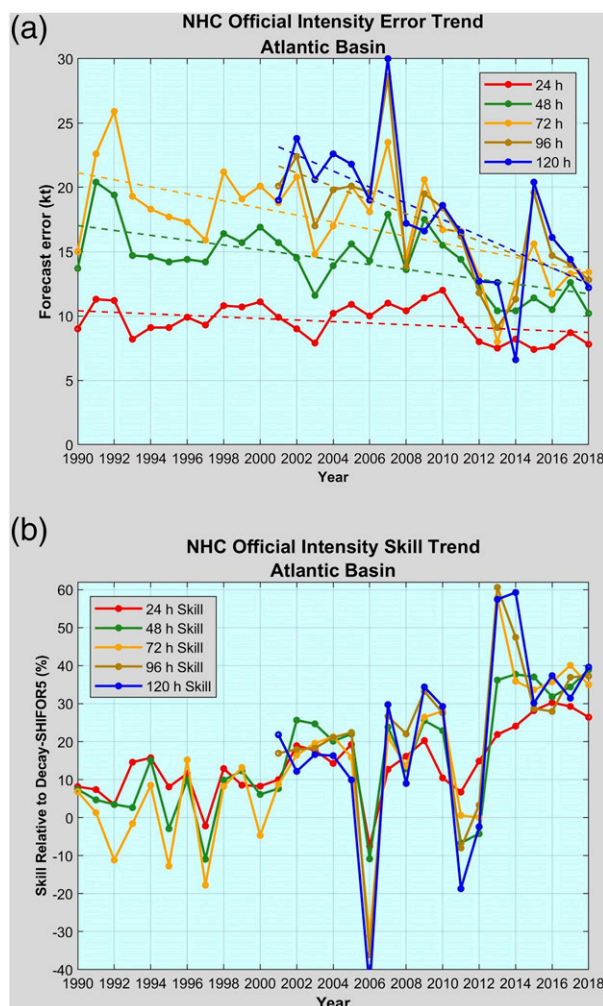 (a)
NHC Official Intensity Error Trend
Atlantic Basin
30
25
20
15
10
5
0
Forecast error (kt)
24 h
48 h
72 h
96 h
120 h
1990 1992 1994 1996 1998 2000 2002 2004 2006 2008 2010 2012 2014 2016 2018
Year
(b)
NHC Official Intensity Skill Trend
Atlantic Basin
60
50
40
30
20
10
0
-10
-20
-30
-40
Skill Relative to Decay-SHIFOR5 (%)
24 h Skill
48 h Skill
72 h Skill
96 h Skill
120 h Skill
1990 1992 1994 1996 1998 2000 2002 2004 2006 2008 2010 2012 2014 2016 2018
Year